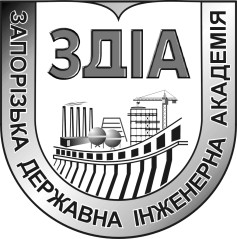 ЗДІА
ЗАПОРІЗЬКА ДЕРЖАВНА ІНЖЕНЕРНА АКАДЕМІЯ